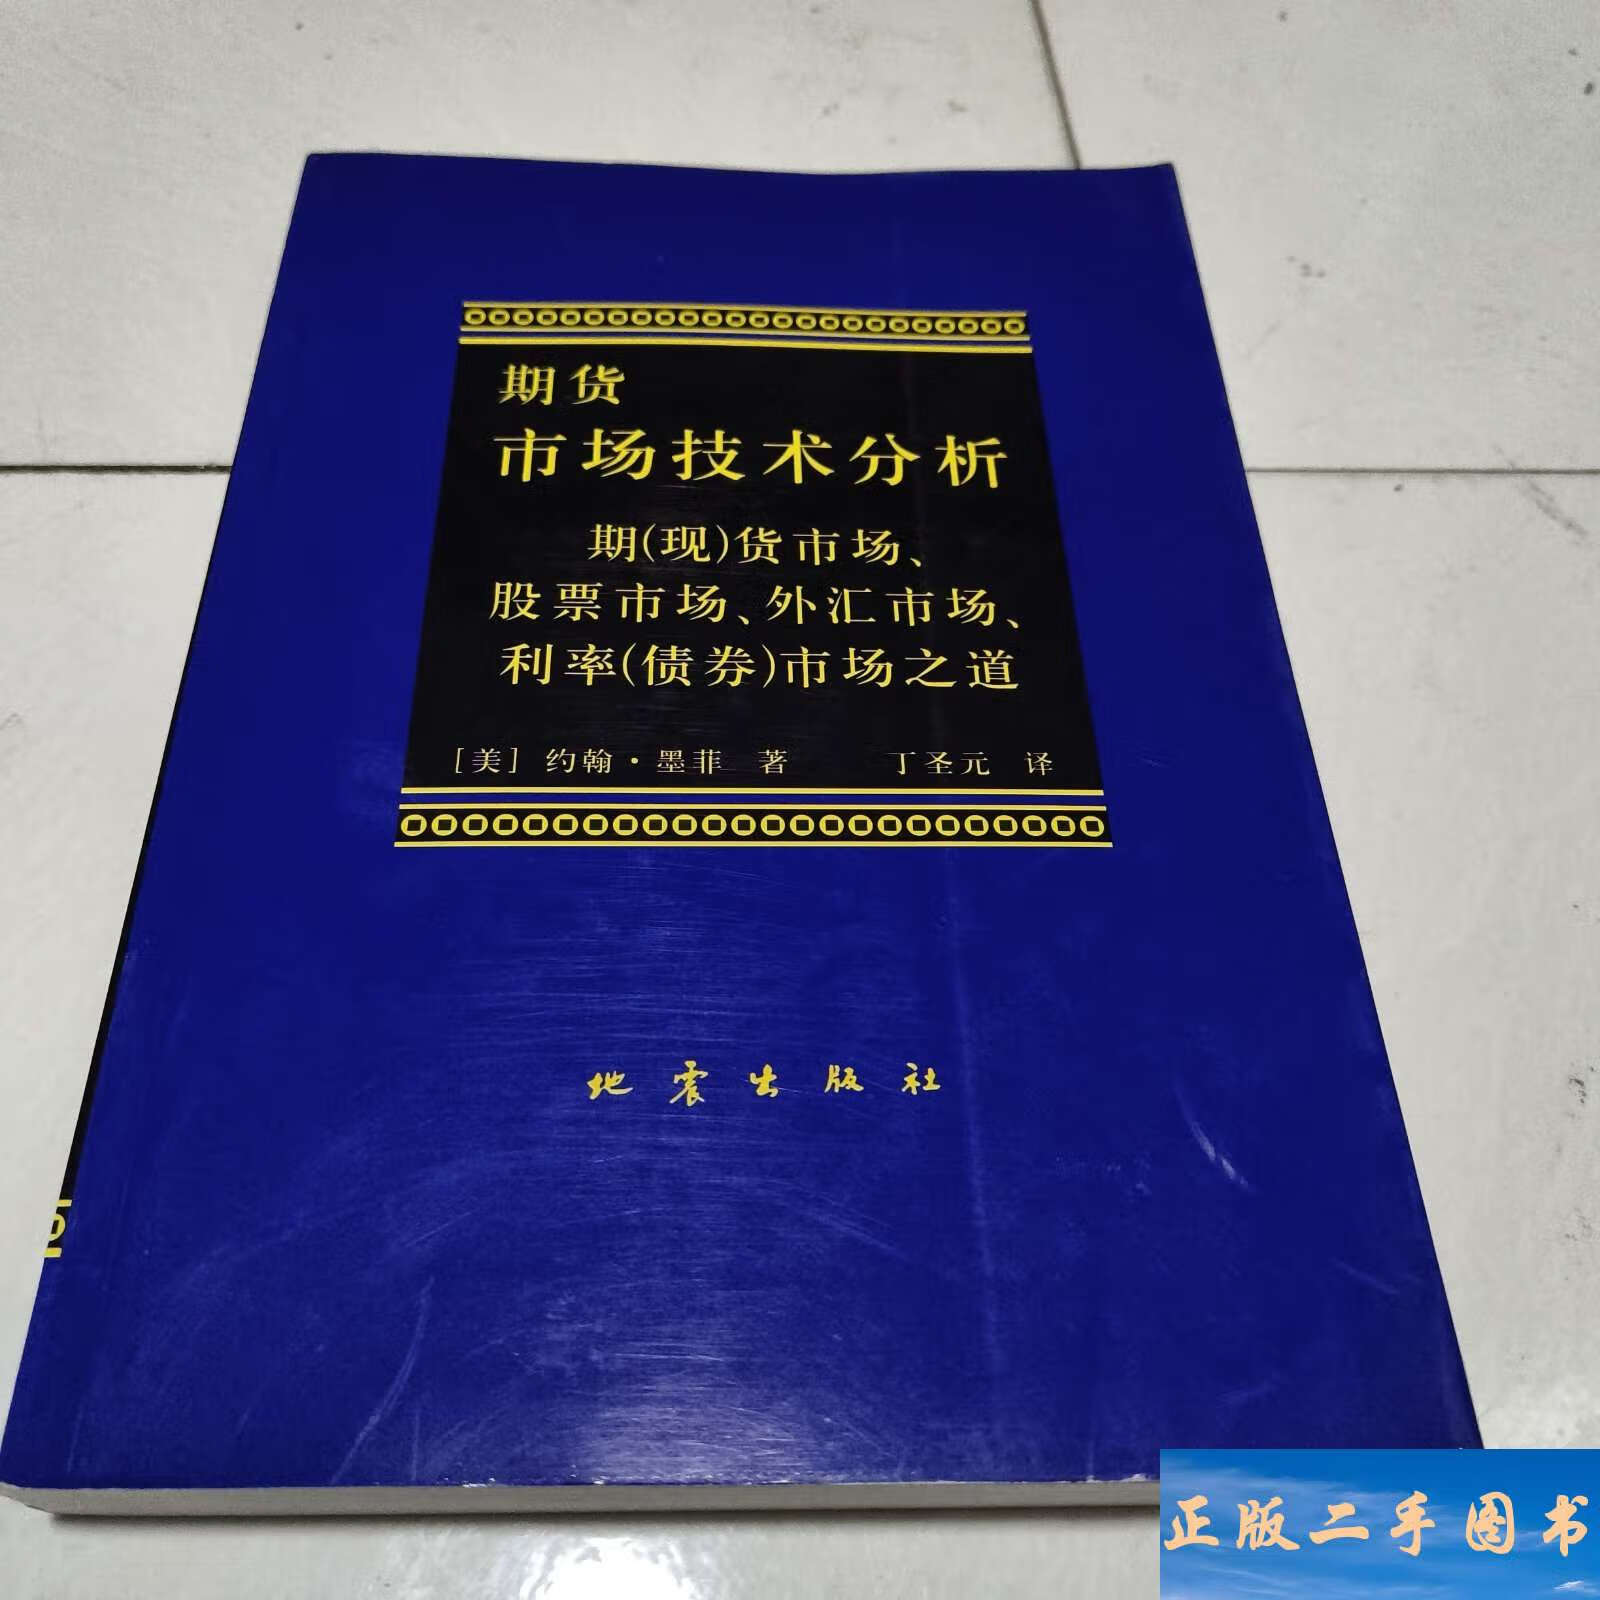 期货
市场技术分析
期(现)货市场、
股票市场、外汇市场、
利率(债券)市场之道
[美] 约翰·墨菲 著 丁圣元 译
地震出版社
正版二手图书